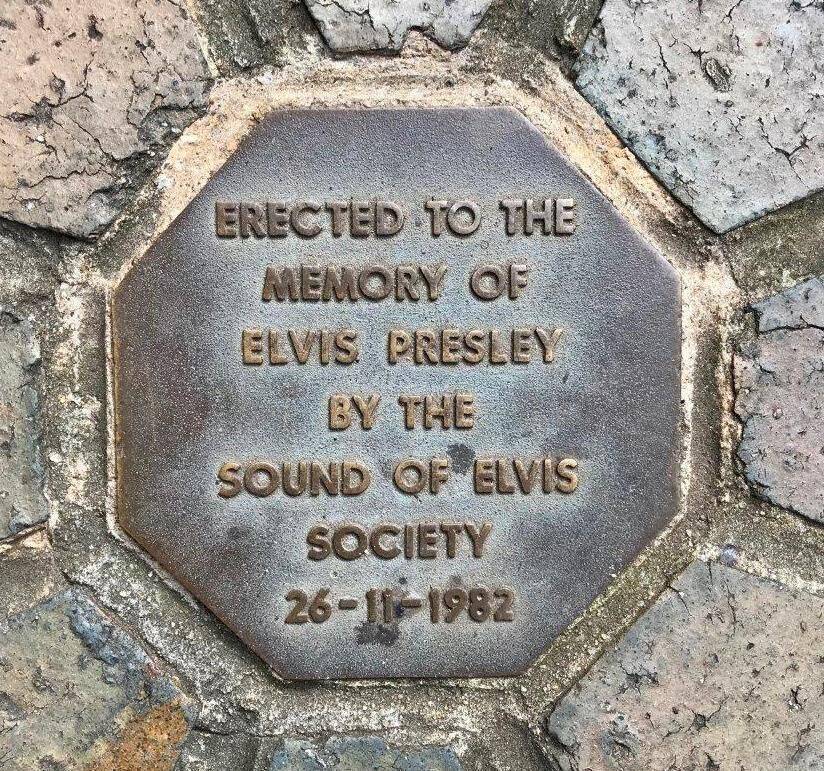 ERECTED TO THE
MEMORY OF
ELVIS PRESLEY
BY THE
SOUND OF ELVIS
SOCIETY
26-11-1982